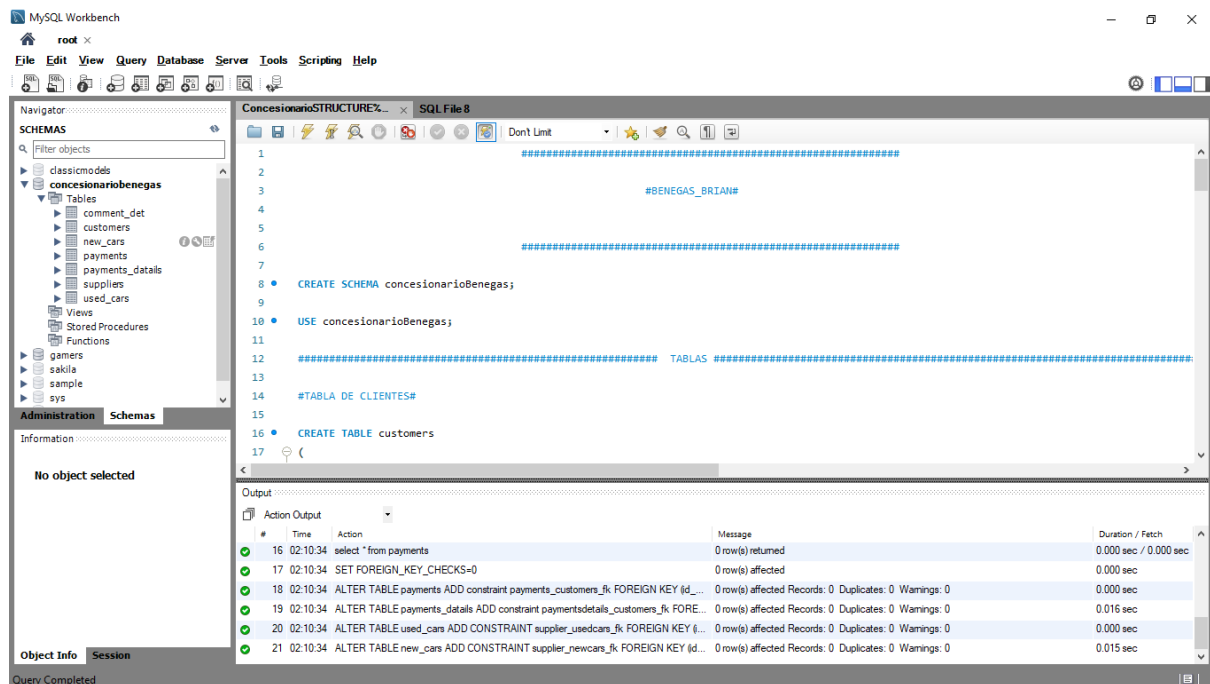 MySQL Workbench
root ×
File Edit View Query Database Server Tools Scripting Help
Navigator
SCHEMAS
Filter objects
classicmodels
concesionariobenegas
Tables
comment_det
customers
new_cars
payments
payments_datails
suppliers
used_cars
Views
Stored Procedures
Functions
gamers
sakila
sample
sys
Administration Schemas
Information
No object selected
Object Info Session
Query Completed
ConcesionarioSTRUCTURE%... × SQL File 8
Don't Limit
1 #############################################################
2
3 #BENEGAS_BRIAN#
4
5
6 #############################################################
7
8 CREATE SCHEMA concesionarioBenegas;
9
10 USE concesionarioBenegas;
11
12 ########################################################## TABLAS ##############################################################################
13
14 #TABLA DE CLIENTES#
15
16 CREATE TABLE customers
17 (
Output
Action Output
# Time Action Message Duration / Fetch
16 02:10:34 select * from payments 0 row(s) returned 0.000 sec / 0.000 sec
17 02:10:34 SET FOREIGN_KEY_CHECKS=0 0 row(s) affected 0.000 sec
18 02:10:34 ALTER TABLE payments ADD constraint payments_customers_fk FOREIGN KEY (id_... 0 row(s) affected Records: 0 Duplicates: 0 Warnings: 0 0.000 sec
19 02:10:34 ALTER TABLE payments_datails ADD constraint paymentsdetails_customers_fk FORE... 0 row(s) affected Records: 0 Duplicates: 0 Warnings: 0 0.016 sec
20 02:10:34 ALTER TABLE used_cars ADD CONSTRAINT supplier_usedcars_fk FOREIGN KEY (i... 0 row(s) affected Records: 0 Duplicates: 0 Warnings: 0 0.000 sec
21 02:10:34 ALTER TABLE new_cars ADD CONSTRAINT supplier_newcars_fk FOREIGN KEY (id... 0 row(s) affected Records: 0 Duplicates: 0 Warnings: 0 0.015 sec